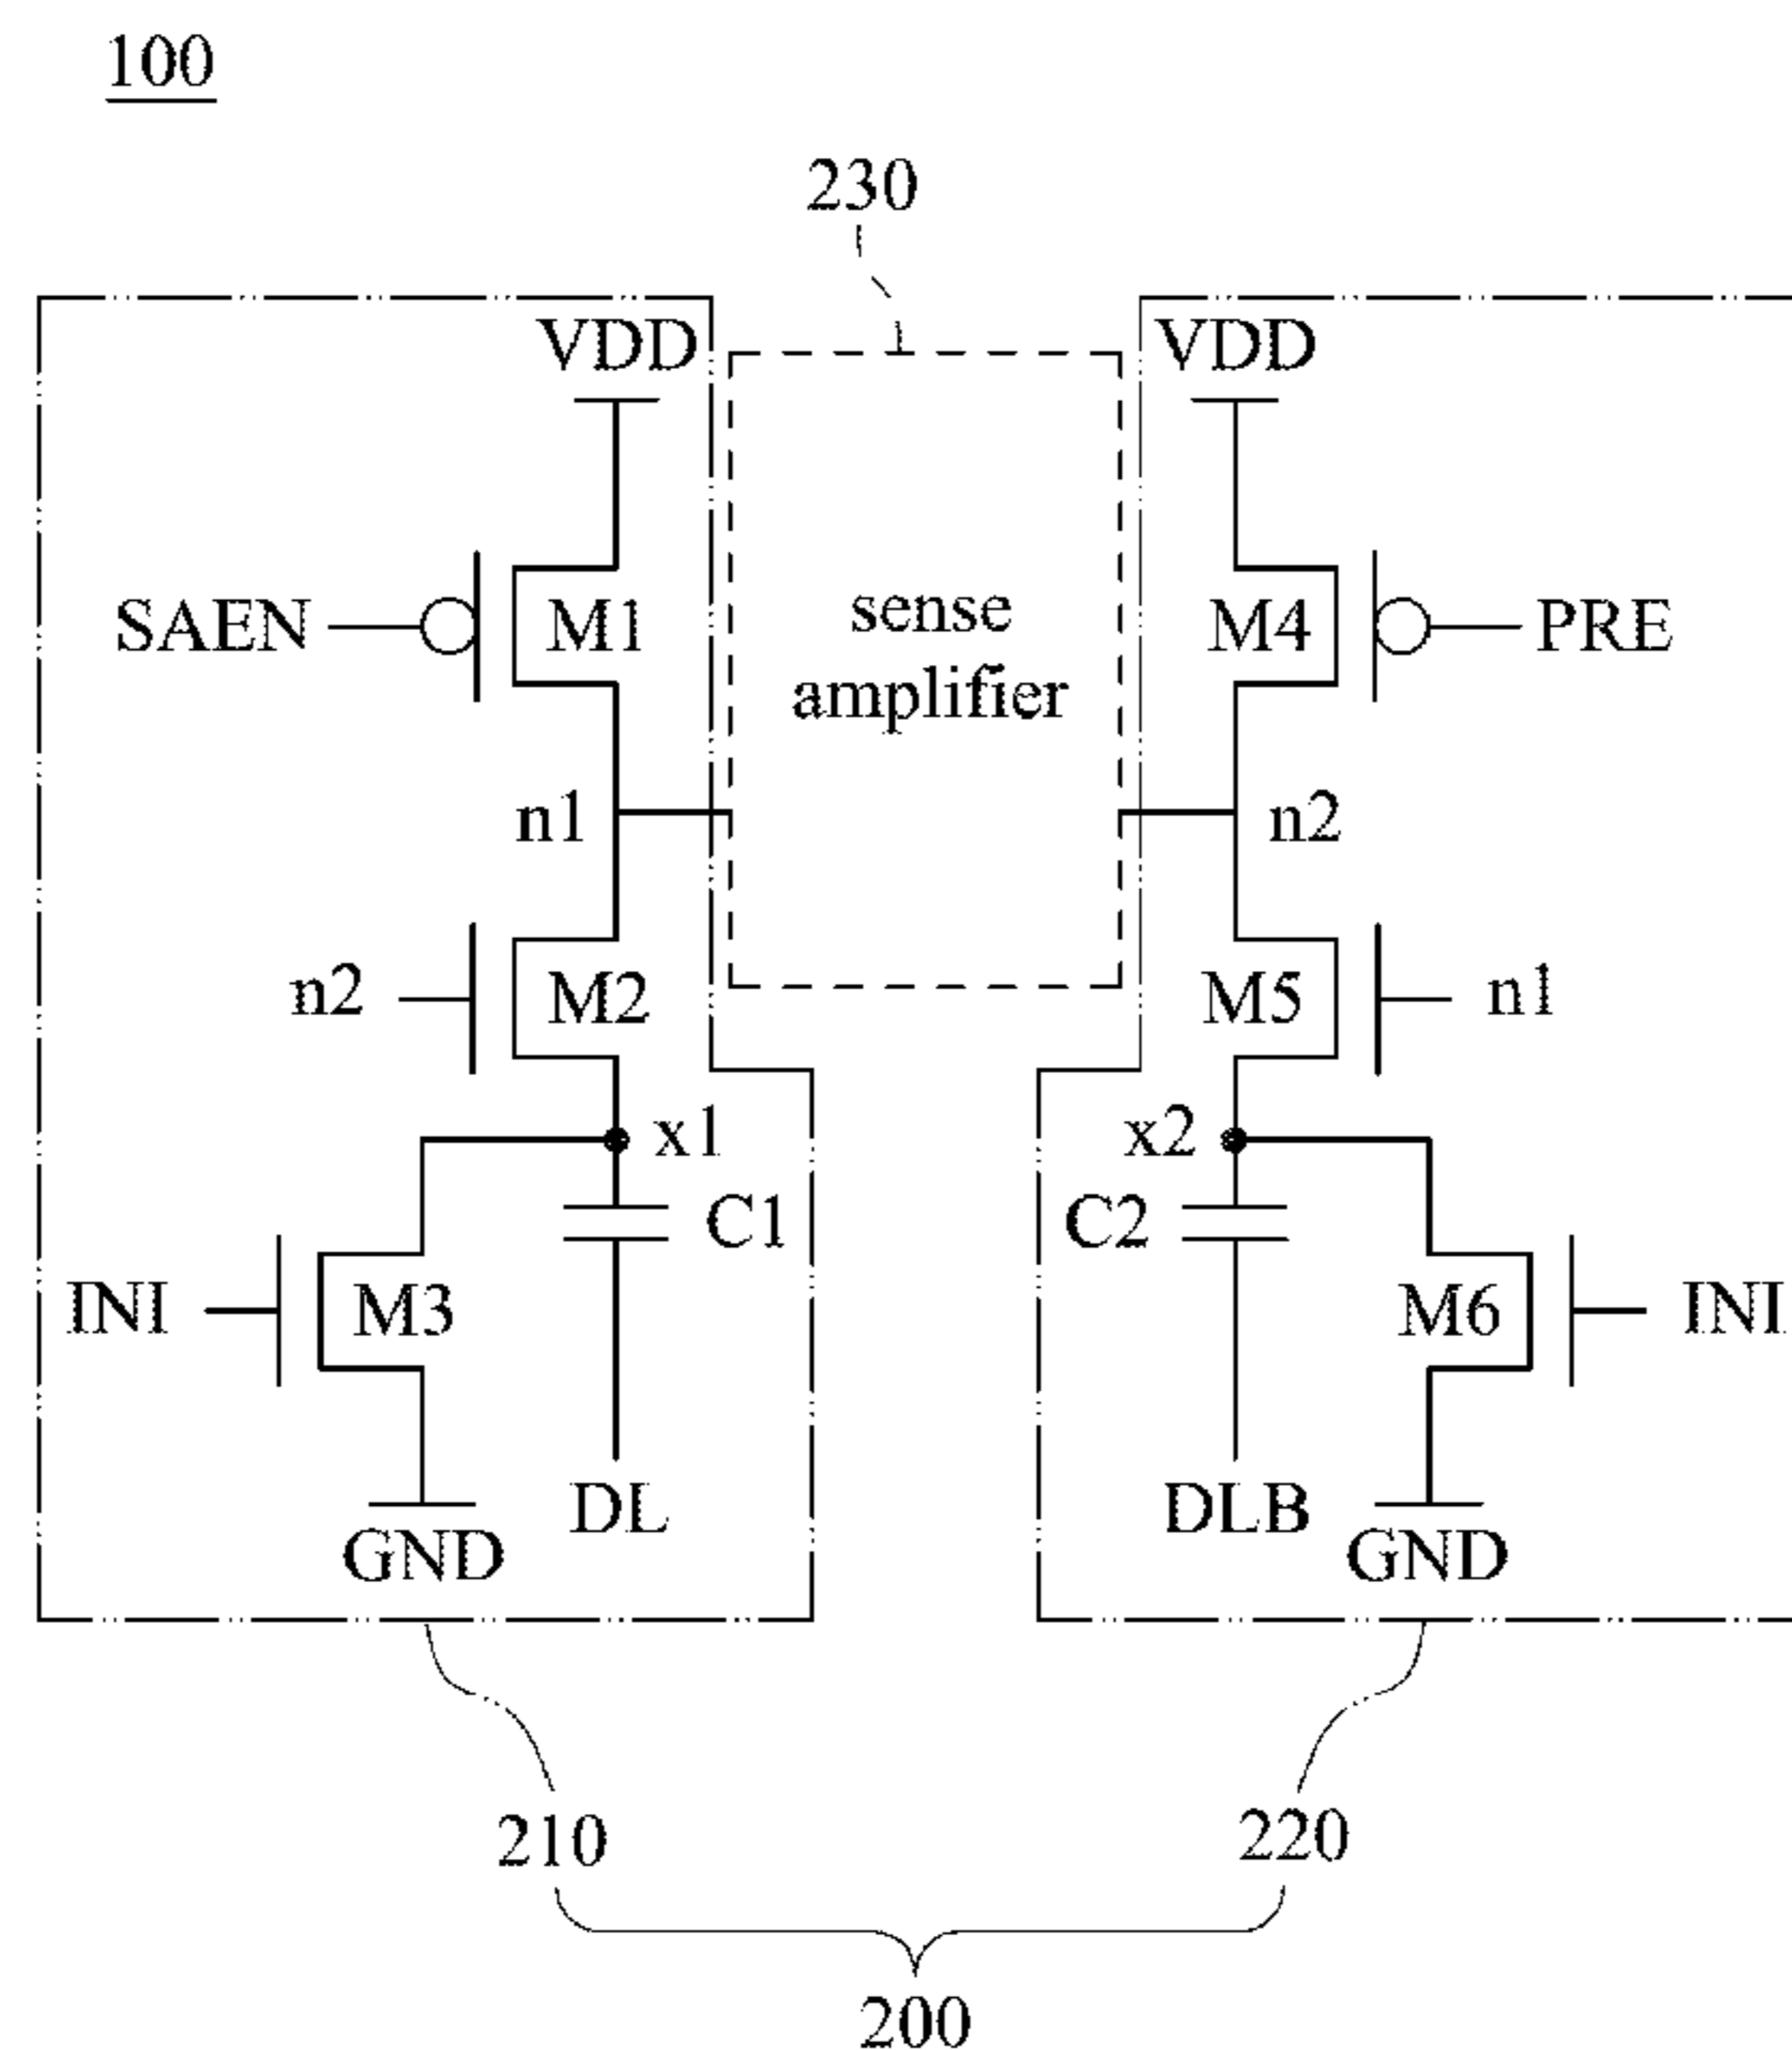 100
230
VDD
VDD
SAEN
M1
sense
amplifier
M4
PRE
n1
n2
n2
M2
M5
n1
x1
x2
C1
C2
INI
M3
M6
INI
DL
DLB
GND
GND
210
220
200